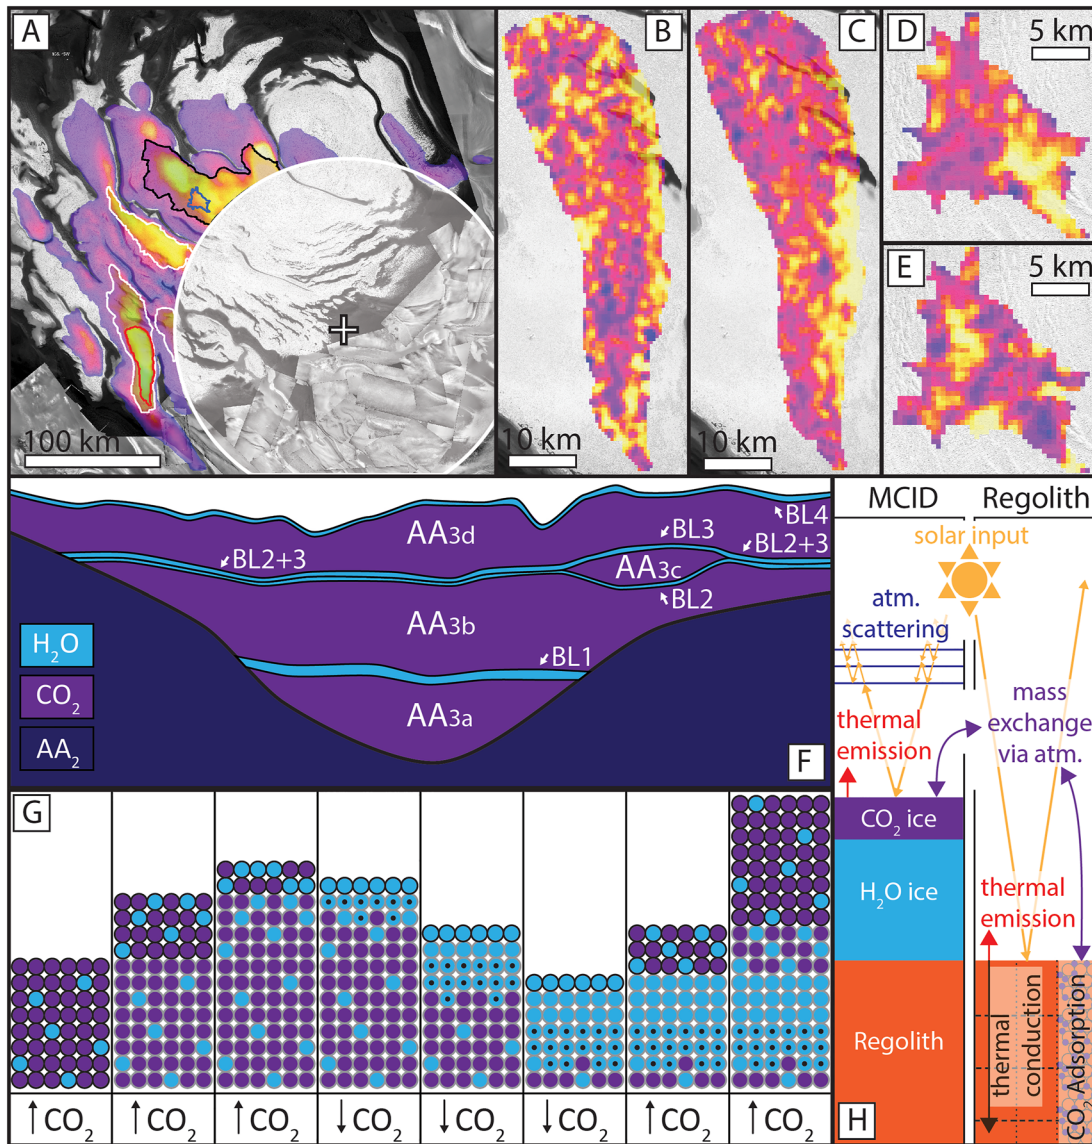 A
100 km
B
10 km
C
10 km
D
5 km
E
5 km
AA3d
BL3
BL4
BL2+3
BL2+3
AA3c
BL2
AA3b
BL1
AA3a
H2O
CO2
AA2
F
G
↑CO2
↑CO2
↑CO2
↓CO2
↓CO2
↓CO2
↑CO2
↑CO2
MCID
Regolith
solar input
atm.
scattering
mass
exchange
via atm.
thermal
emission
CO2 ice
H2O ice
thermal
emission
Regolith
thermal
conduction
CO2 Adsorption
H